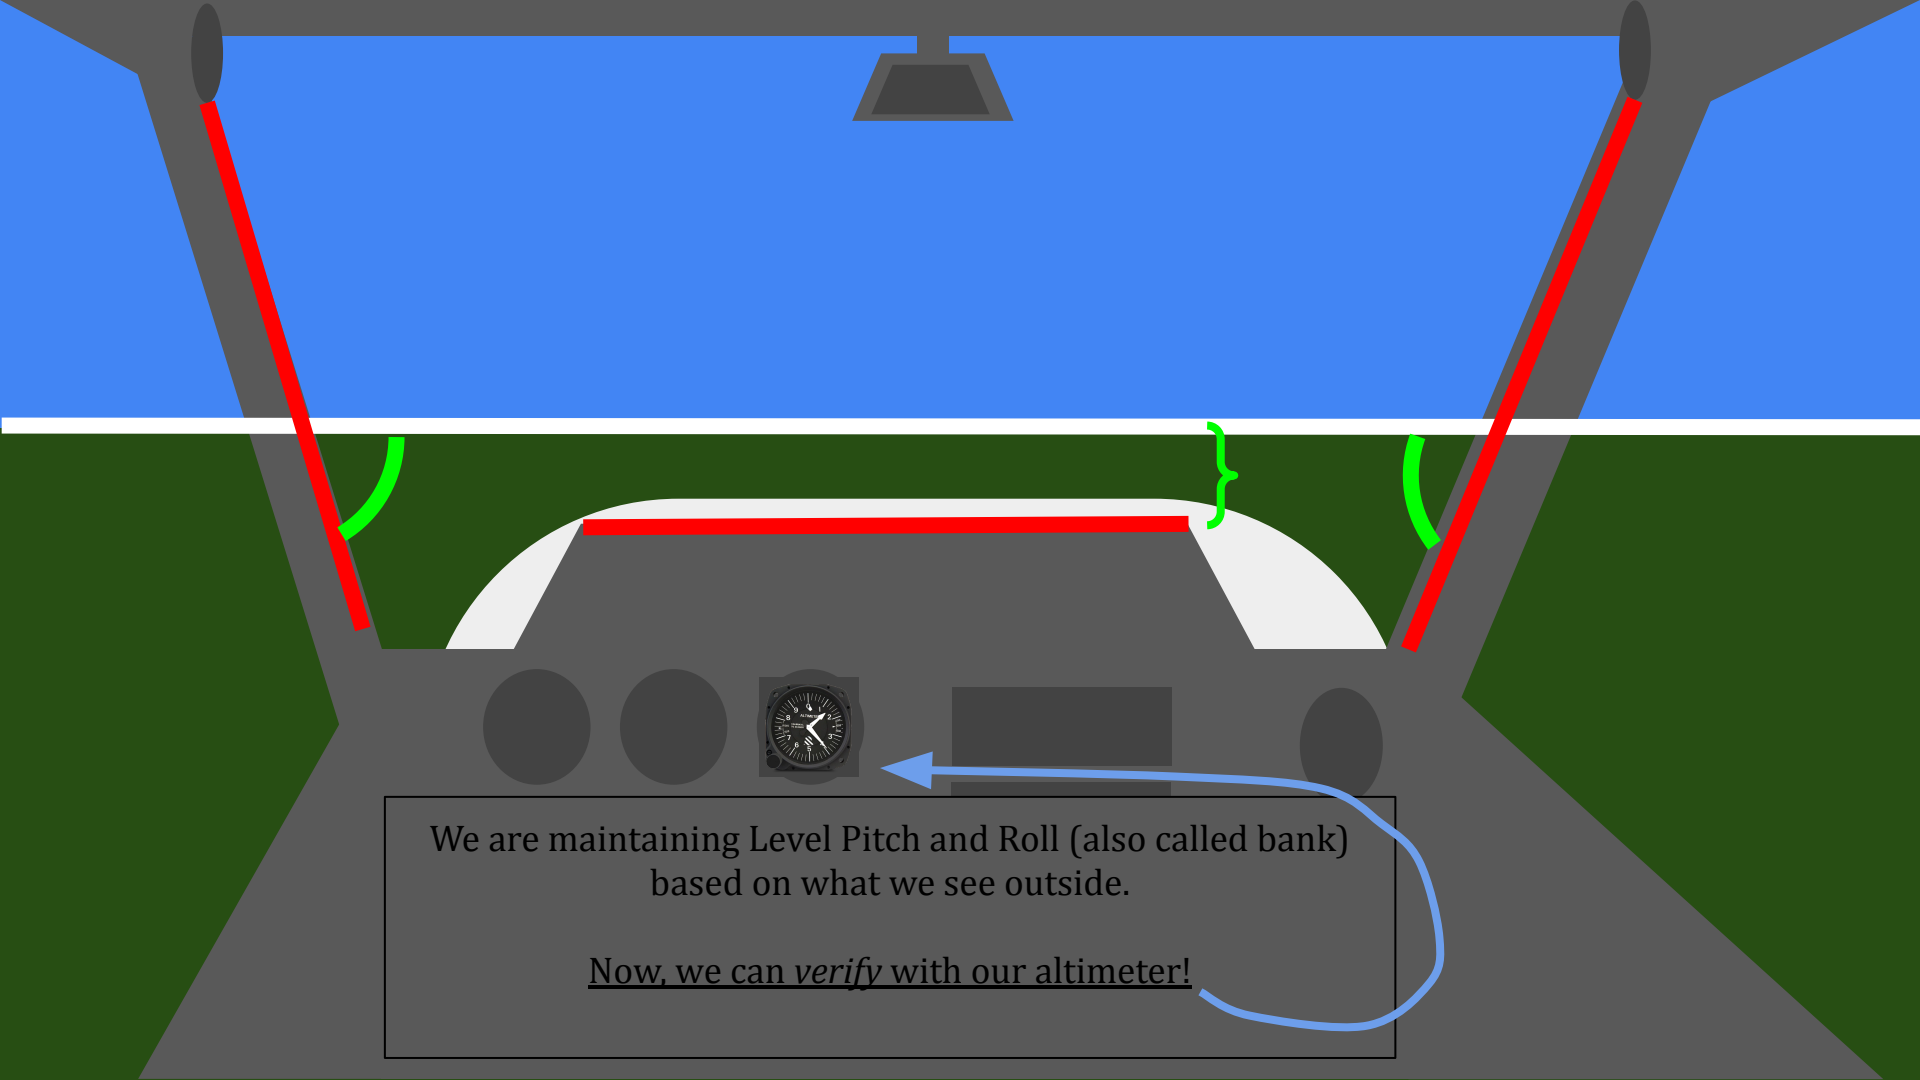 We are maintaining Level Pitch and Roll (also called bank)
based on what we see outside.
Now, we can verify with our altimeter!